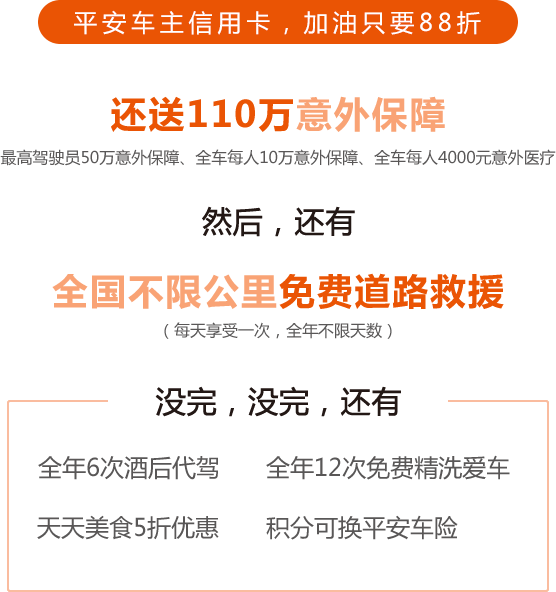 平安车主信用卡，加油只要88折
还送110万意外保障
最高驾驶员50万意外保障、全车每人10万意外保障、全车每人4000元意外医疗
然后，还有
全国不限公里免费道路救援
（每天享受一次，全年不限天数）
没完，没完，还有
全年6次酒后代驾 全年12次免费精洗爱车
天天美食5折优惠 积分可换平安车险